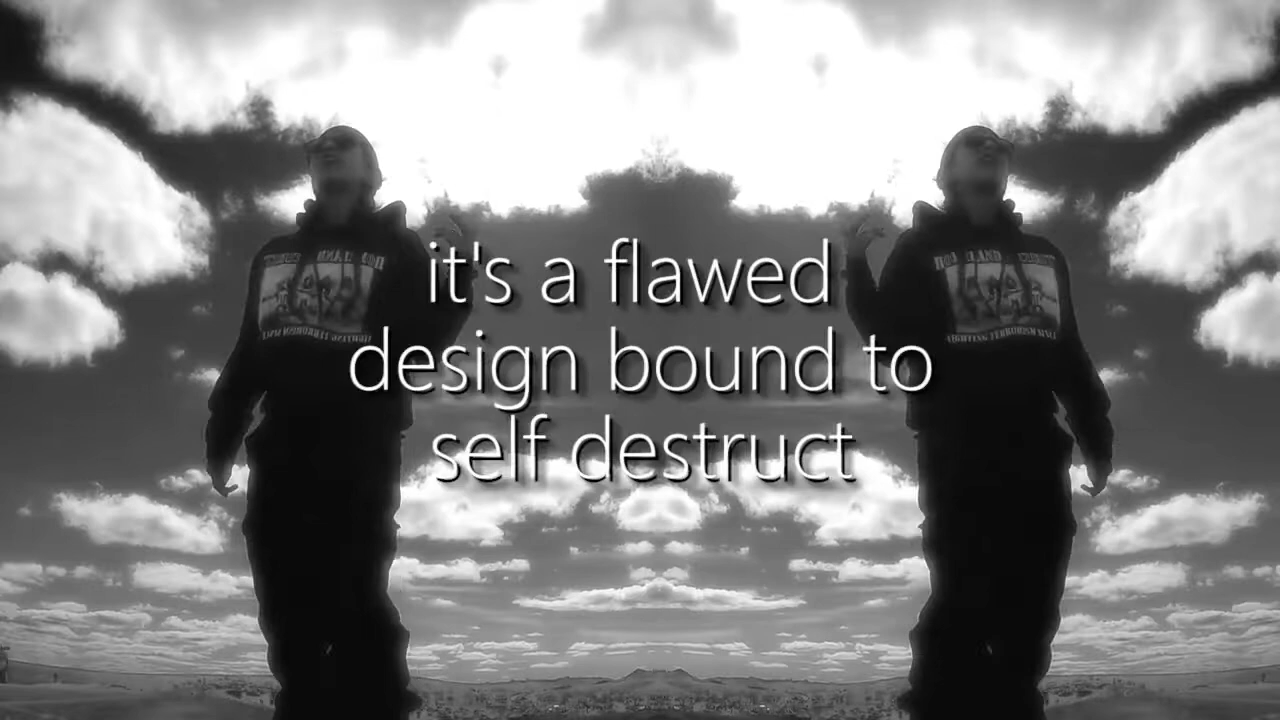 it's a flawed
design bound to
self destruct